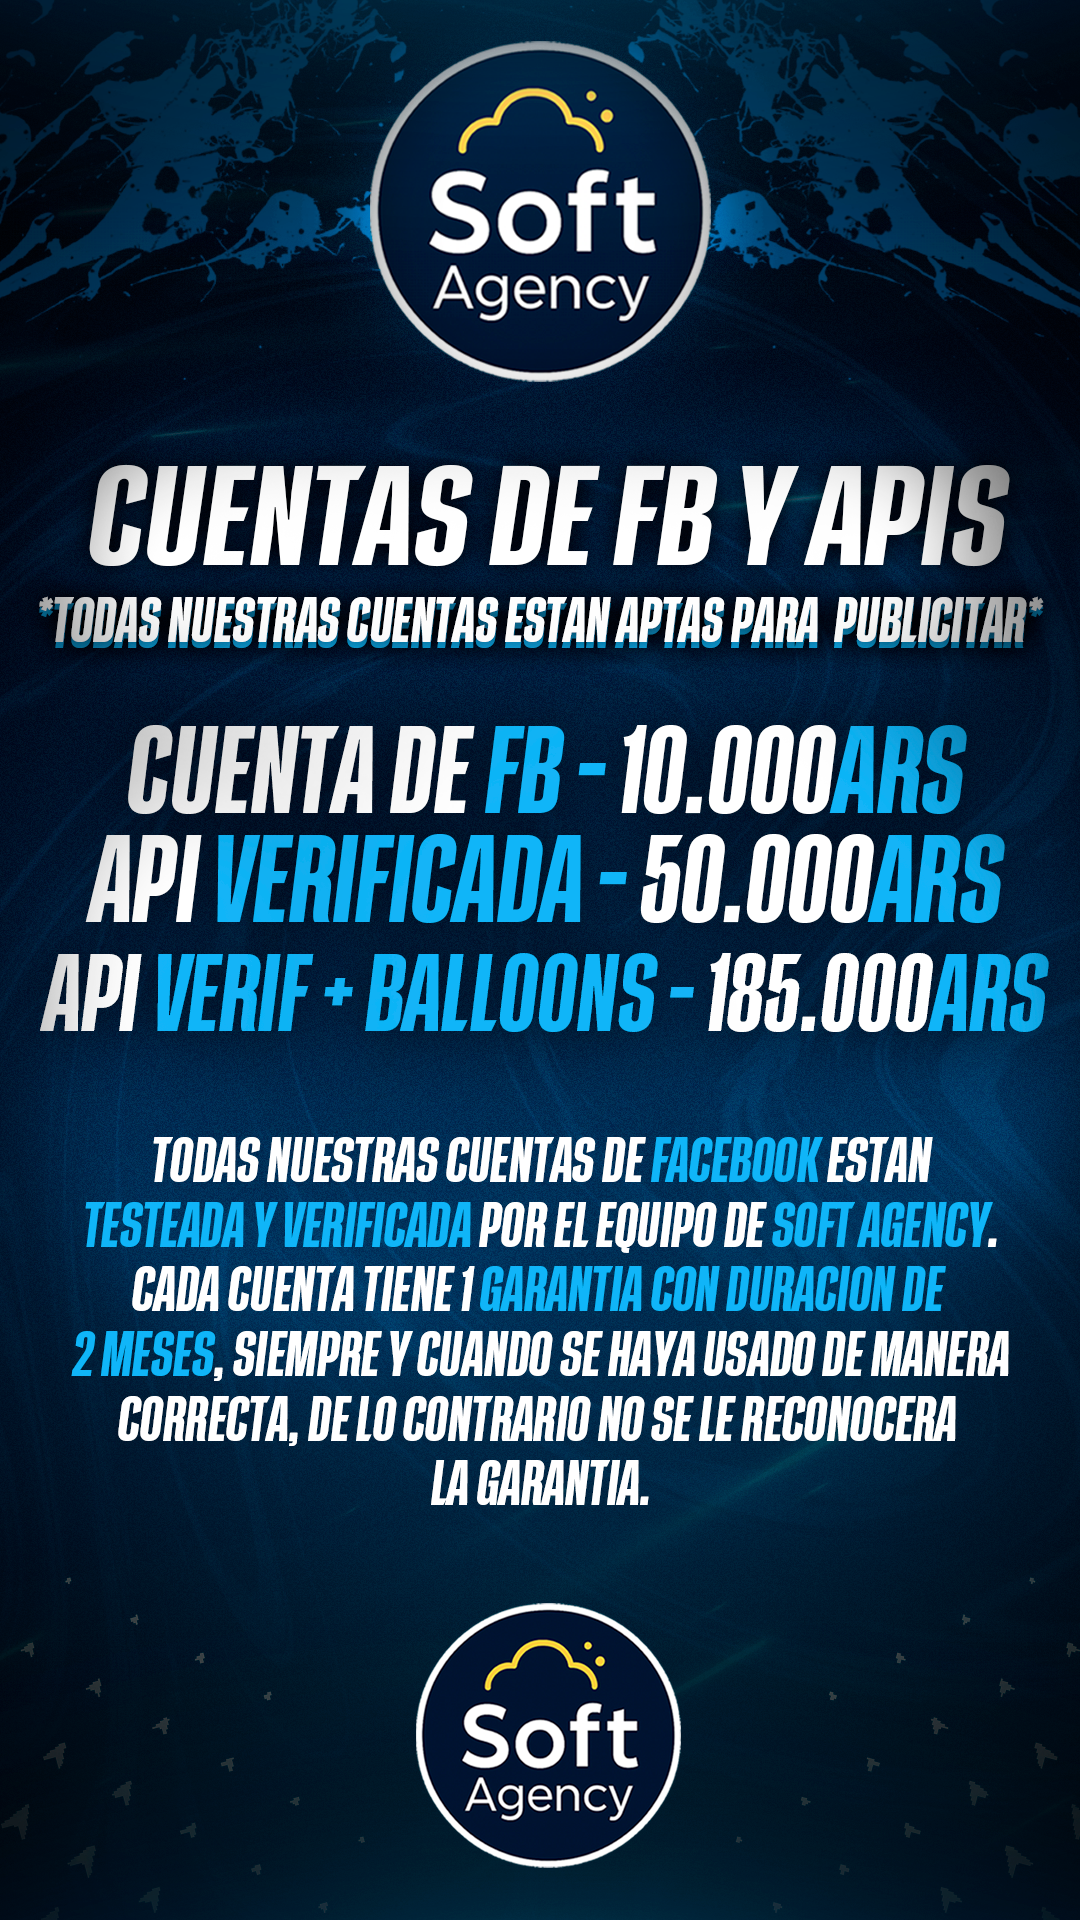 Soft
Agency
CUENTAS DE FB Y APIS
*TODAS NUESTRAS CUENTAS ESTAN APTAS PARA PUBLICITAR*
CUENTA DE FB - 10.000ARS
API VERIFICADA - 50.000ARS
API VERIF + BALLOONS - 185.000ARS
TODAS NUESTRAS CUENTAS DE FACEBOOK ESTAN
TESTEADA Y VERIFICADA POR EL EQUIPO DE SOFT AGENCY.
CADA CUENTA TIENE 1 GARANTIA CON DURACION DE
2 MESES, SIEMPRE Y CUANDO SE HAYA USADO DE MANERA
CORRECTA, DE LO CONTRARIO NO SE LE RECONOCERA
LA GARANTIA.
Soft
Agency